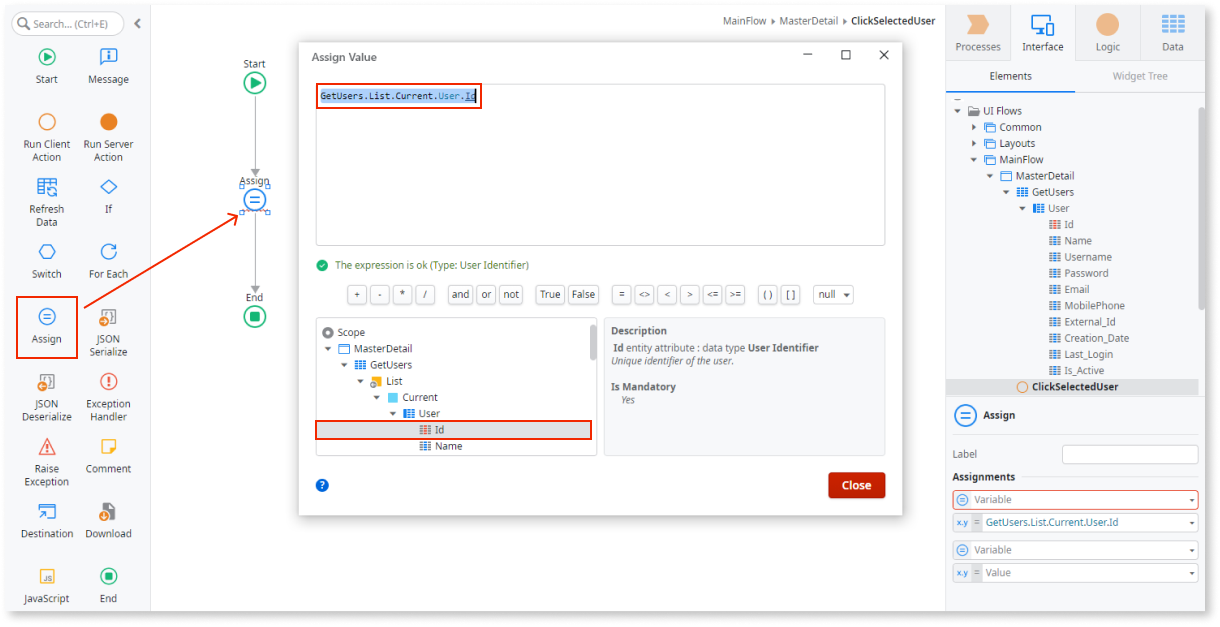 Search... (Ctrl+E)
Start
Message
Run Client
Action
Run Server
Action
Refresh
Data
If
Switch
For Each
Assign
JSON
Serialize
JSON
Deserialize
Exception
Handler
Raise
Exception
Comment
Destination
Download
JavaScript
End
MainFlow
MasterDetail
ClickSelectedUser
Start
Assign
End
Assign Value
GetUsers.List.Current.User.Id
The expression is ok (Type: User Identifier)
+ - * / and or not True False = <> < > <= >= ( ) [ ] null
Scope
MasterDetail
GetUsers
List
Current
User
Id
Name
Description
Id entity attribute : data type User Identifier
Unique identifier of the user.
Is Mandatory
Yes
?
Close
Processes
Interface
Logic
Data
Elements
Widget Tree
UI Flows
Common
Layouts
MainFlow
MasterDetail
GetUsers
User
Id
Name
Username
Password
Email
MobilePhone
External_Id
Creation_Date
Last_Login
Is_Active
ClickSelectedUser
Assign
Label
Assignments
Variable
x.y = GetUsers.List.Current.User.Id
Variable
x.y = Value